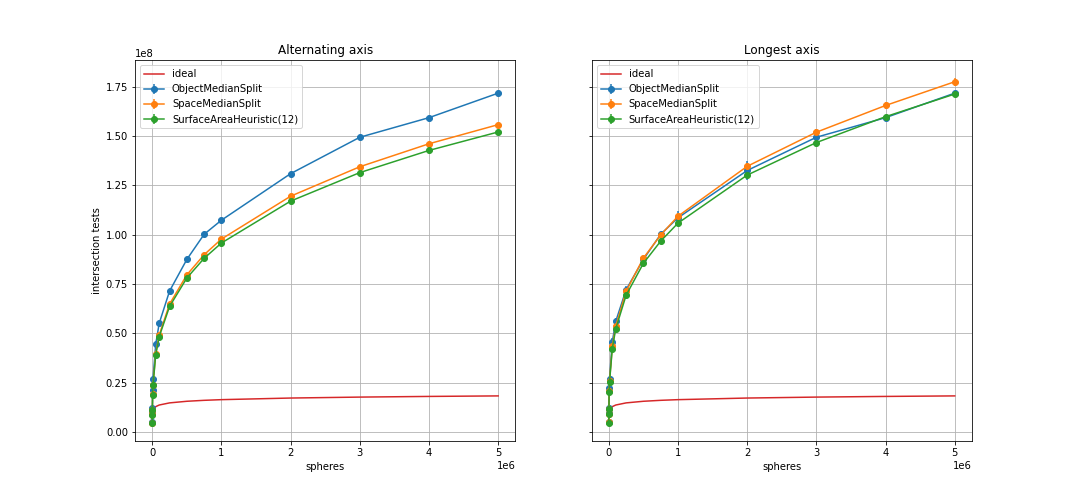 Alternating axis
1e8
ideal
ObjectMedianSplit
SpaceMedianSplit
SurfaceAreaHeuristic(12)
1.75
1.50
1.25
1.00
0.75
0.50
0.25
0.00
intersection tests
0 1 2 3 4 5
spheres
1e6
Longest axis
ideal
ObjectMedianSplit
SpaceMedianSplit
SurfaceAreaHeuristic(12)
0 1 2 3 4 5
spheres
1e6